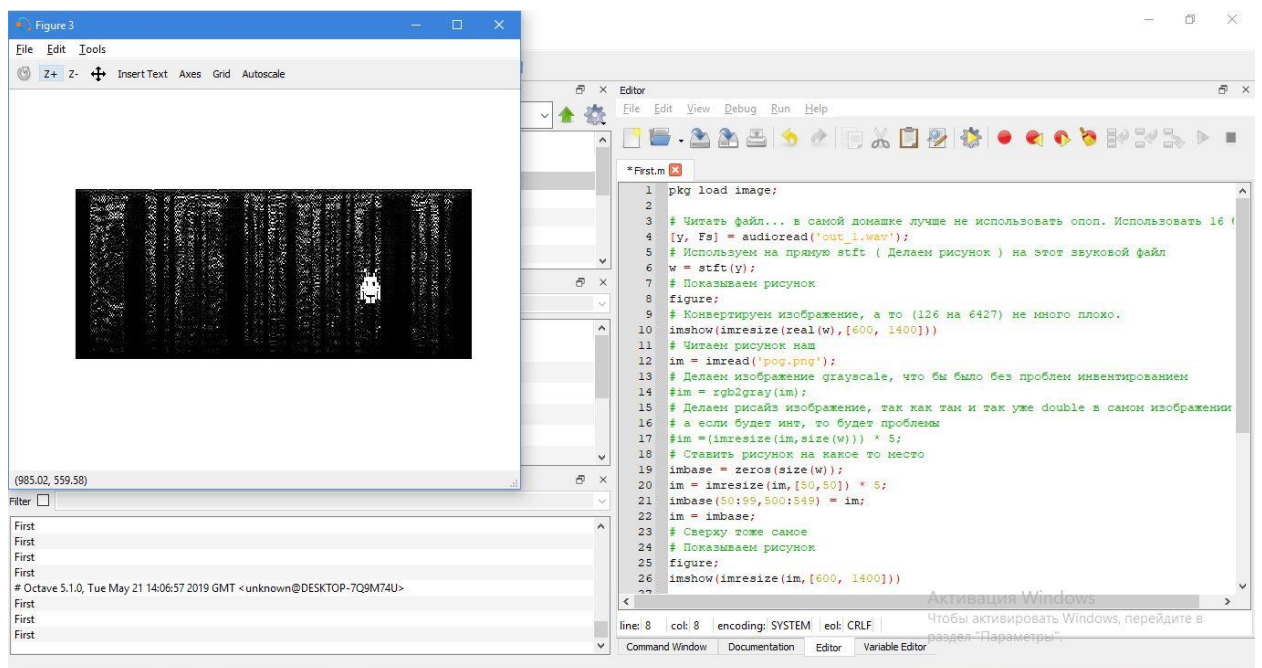 Figure 3
File Edit Tools
Z+ Z- Insert Text Axes Grid Autoscale
(985.02, 559.58)
Filter
First
First
First
First
# Octave 5.1.0, Tue May 21 14:06:57 2019 GMT <unknown@DESKTOP-7Q9M74U>
First
First
First
Editor
File Edit View Debug Run Help
* First.m
1 pkg load image;
2
3 # Читать файл... в самой домашке лучше не использовать опоп. Использовать 16
4 [y, Fs] = audioread('out_1.wav');
5 # Используем на прямую stft ( Делаем рисунок ) на этот звуковой файл
6 w = stft(y);
7 # Показываем рисунок
8 figure;
9 # Конвертируем изображение, а то (126 на 6427) не много плохо.
10 imshow(imresize(real(w),[600, 1400]))
11 # Читаем рисунок наш
12 im = imread('pog.png');
13 # Делаем изображение grayscale, что бы было без проблем инвентированием
14 #im = rgb2gray(im);
15 # Делаем рисайз изображение, так как там и так уже double в самом изображении
16 # а если будет инт, то будет проблемы
17 #im =(imresize(im,size(w))) * 5;
18 # Ставить рисунок на какое то место
19 imbase = zeros(size(w));
20 im = imresize(im,[50,50]) * 5;
21 imbase(50:99,500:549) = im;
22 im = imbase;
23 # Сверху тоже самое
24 # Показываем рисунок
25 figure;
26 imshow(imresize(im,[600, 1400]))
27
Активация Windows
Чтобы активировать Windows, перейдите в
раздел "Параметры".
line: 8 col: 8 encoding: SYSTEM eol: CRLF
Command Window Documentation Editor Variable Editor